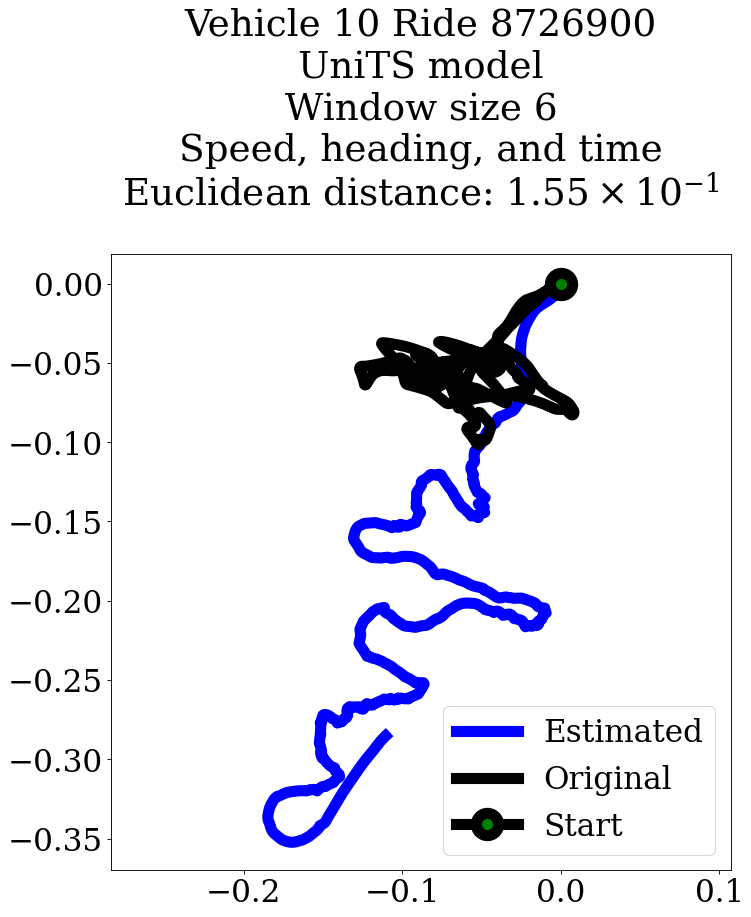 Vehicle 10 Ride 8726900
UniTS model
Window size 6
Speed, heading, and time
Euclidean distance: 1.55 × 10⁻¹
0.00
−0.05
−0.10
−0.15
−0.20
−0.25
−0.30
−0.35
Estimated
Original
Start
−0.2 −0.1 0.0 0.1